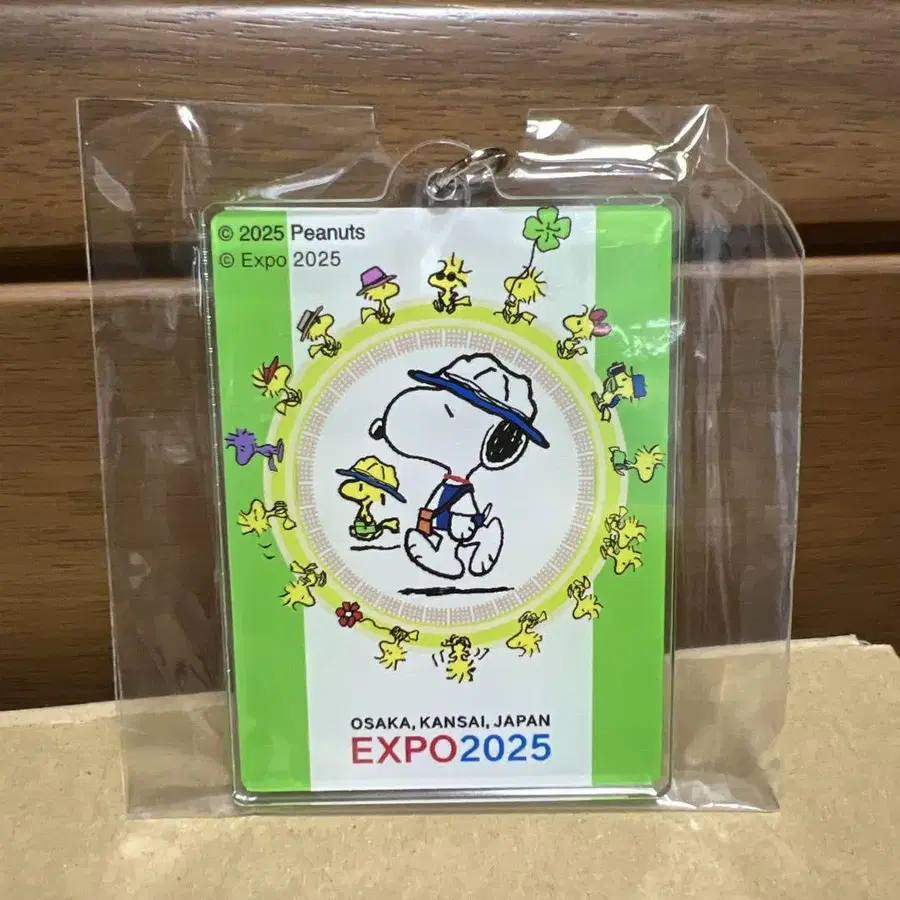 © 2025 Peanuts
© Expo 2025
OSAKA, KANSAI, JAPAN
EXPO2025